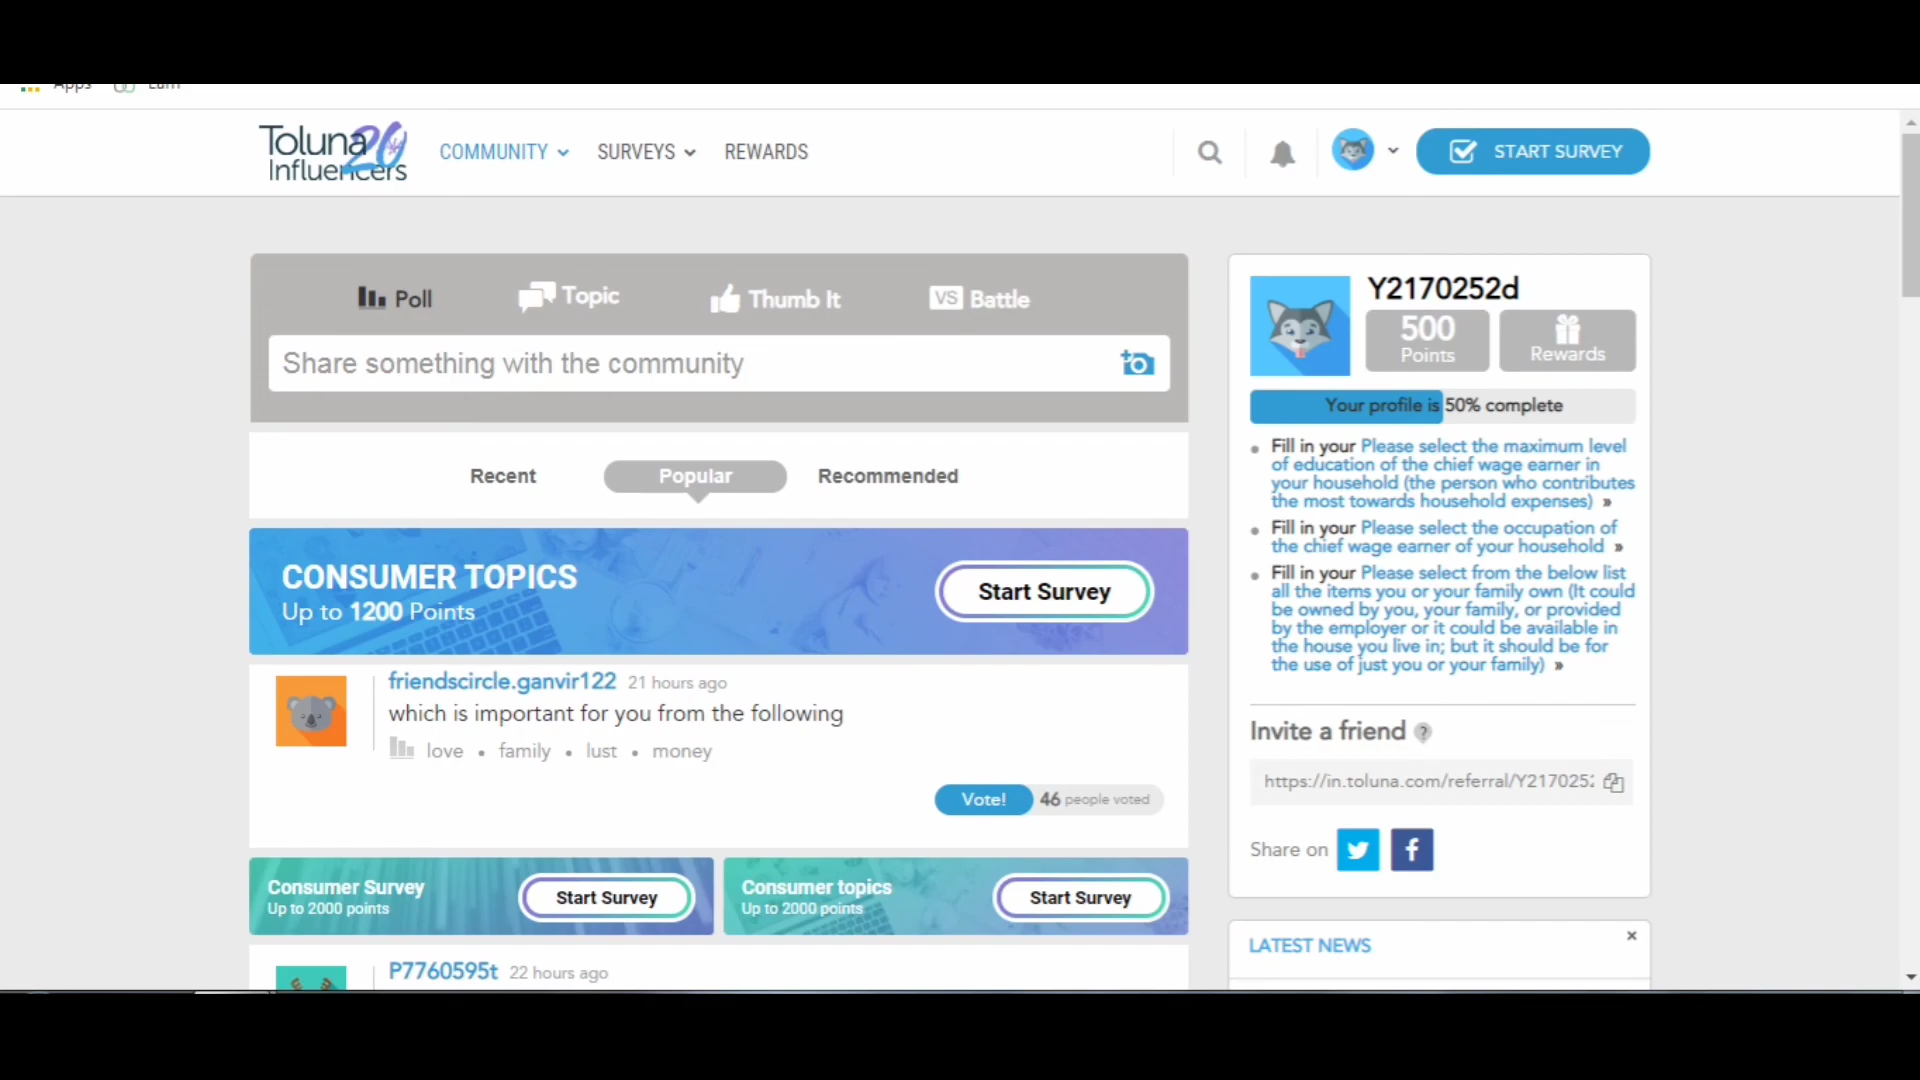 Apps Earn
Toluna 20
Influencers
COMMUNITY SURVEYS REWARDS
START SURVEY
Poll Topic Thumb It VS Battle
Share something with the community
Recent Popular Recommended
CONSUMER TOPICS
Up to 1200 Points
Start Survey
friendscircle.ganvir122 21 hours ago
which is important for you from the following
love • family • lust • money
Vote! 46 people voted
Consumer Survey
Up to 2000 points
Start Survey
Consumer topics
Up to 2000 points
Start Survey
P7760595t 22 hours ago
Y2170252d
500
Points
Rewards
Your profile is 50% complete
• Fill in your Please select the maximum level
of education of the chief wage earner in
your household (the person who contributes
the most towards household expenses) »
• Fill in your Please select the occupation of
the chief wage earner of your household »
• Fill in your Please select from the below list
all the items you or your family own (It could
be owned by you, your family, or provided
by the employer or it could be available in
the house you live in; but it should be for
the use of just you or your family) »
Invite a friend ?
https://in.toluna.com/referral/Y217025
Share on
LATEST NEWS ×